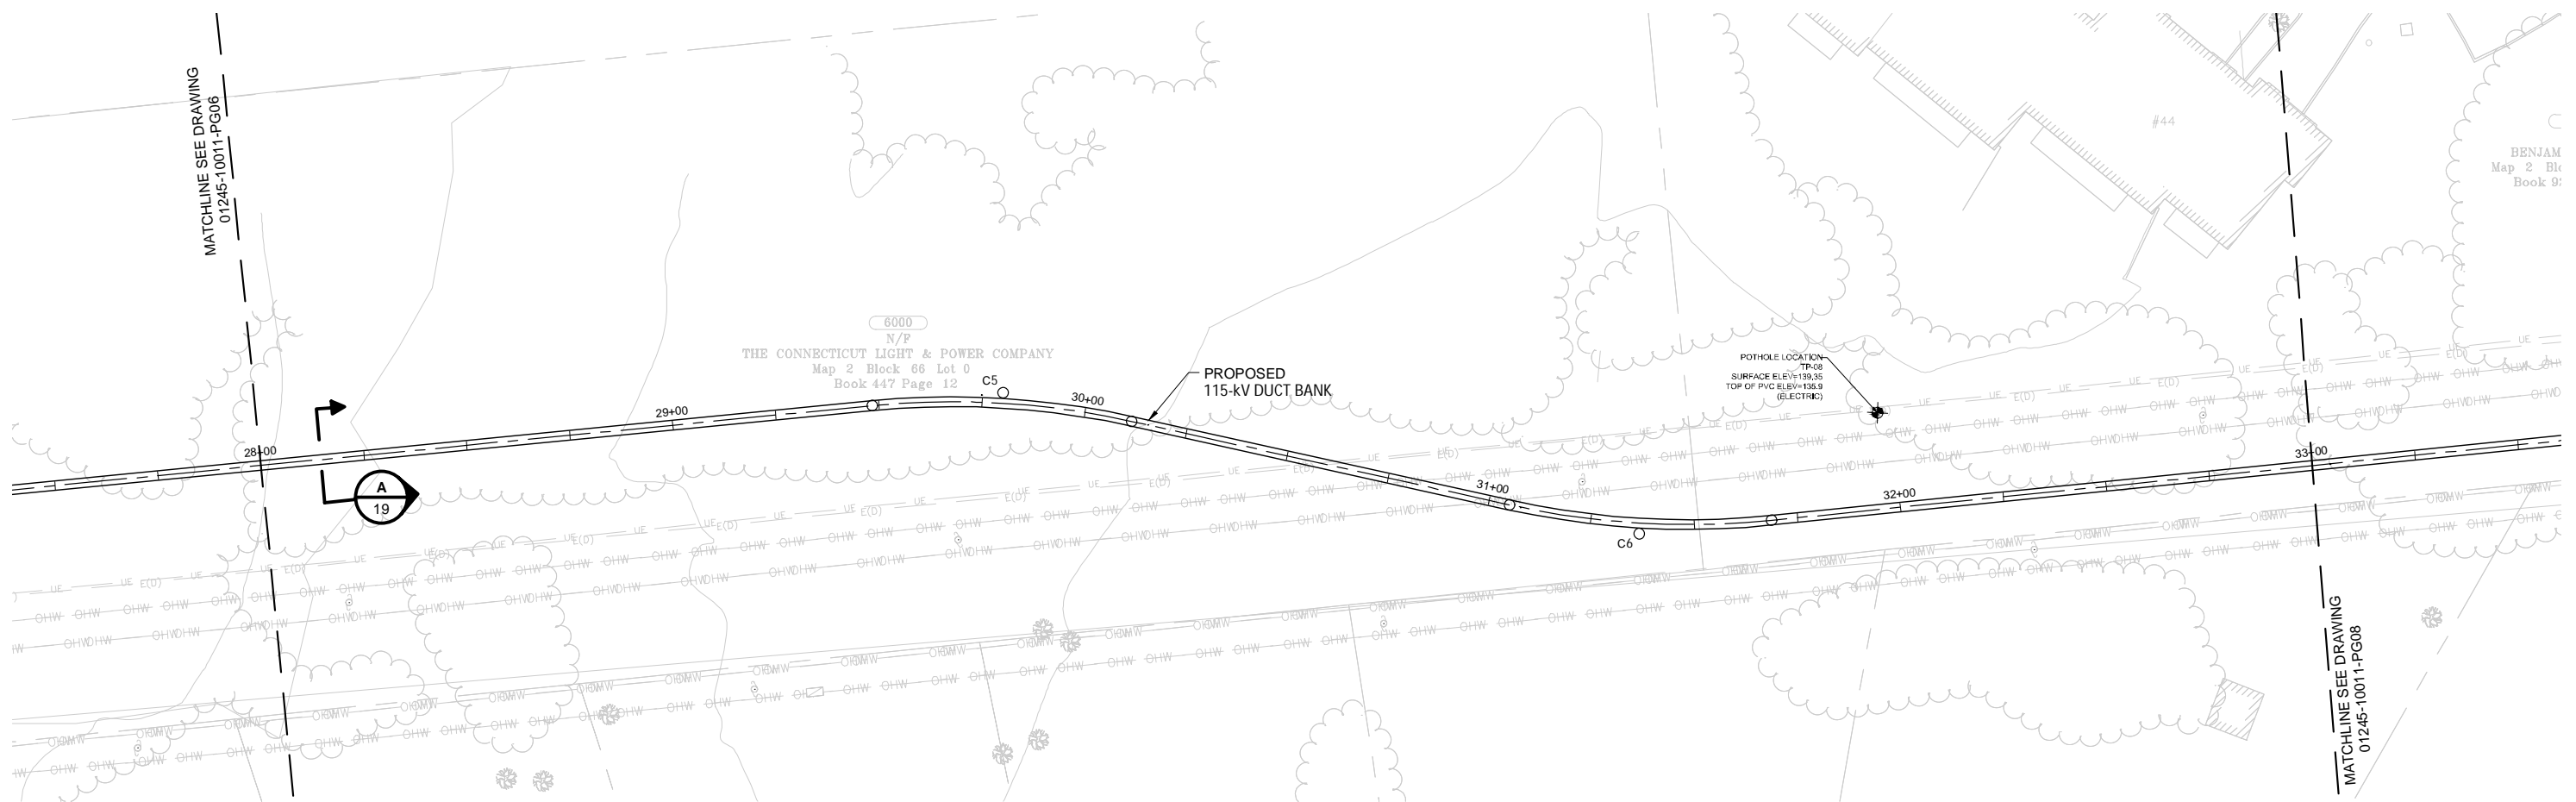 MATCHLINE SEE DRAWING
01245-10011-PG06
28+00
A
19
29+00
6000
N/F
THE CONNECTICUT LIGHT & POWER COMPANY
Map 2 Block 66 Lot 0
Book 447 Page 12
C5
30+00
PROPOSED
115-kV DUCT BANK
31+00
C6
POTHOLE LOCATION
TP-08
SURFACE ELEV=139.35
TOP OF PVC ELEV=135.9
(ELECTRIC)
32+00
#44
33+00
MATCHLINE SEE DRAWING
01245-10011-PG08
BENJAM
Map 2 Blo
Book 9
UE
E(D)
OHW